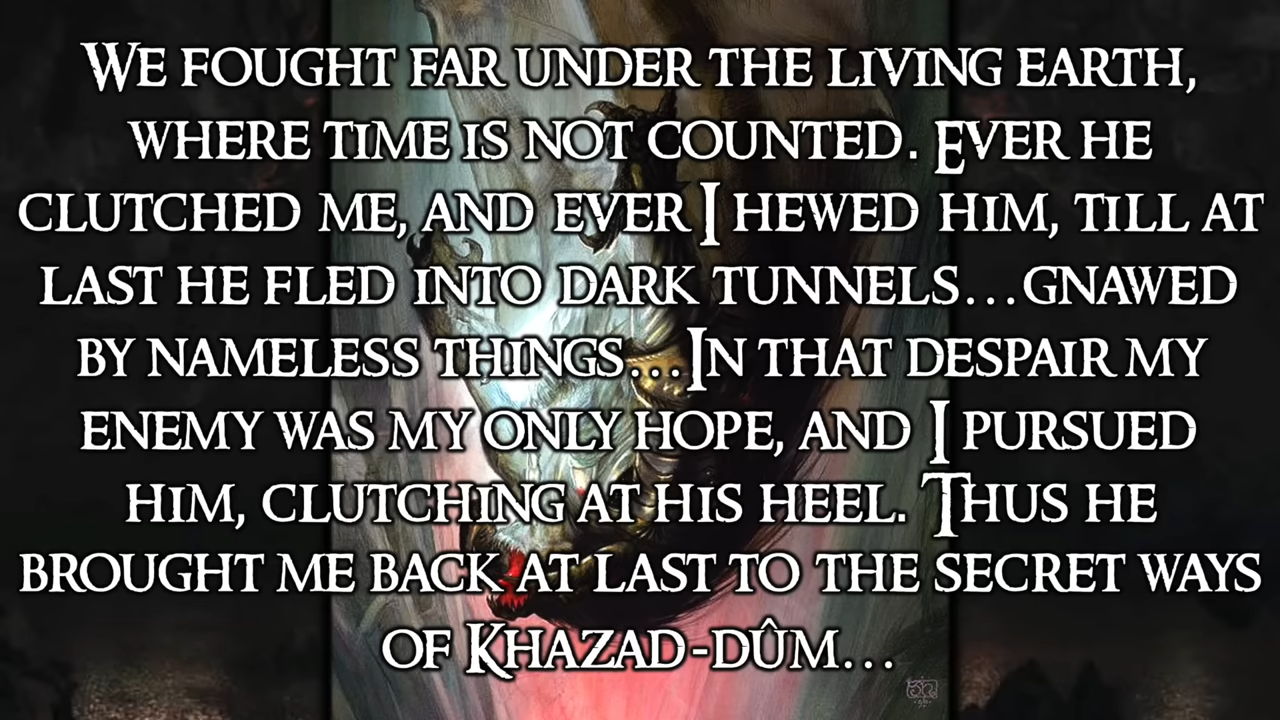 We fought far under the living earth,
where time is not counted. Ever he
clutched me, and ever I hewed him, till at
last he fled into dark tunnels...gnawed
by nameless things...In that despair my
enemy was my only hope, and I pursued
him, clutching at his heel. Thus he
brought me back at last to the secret ways
of Khazad-dûm...